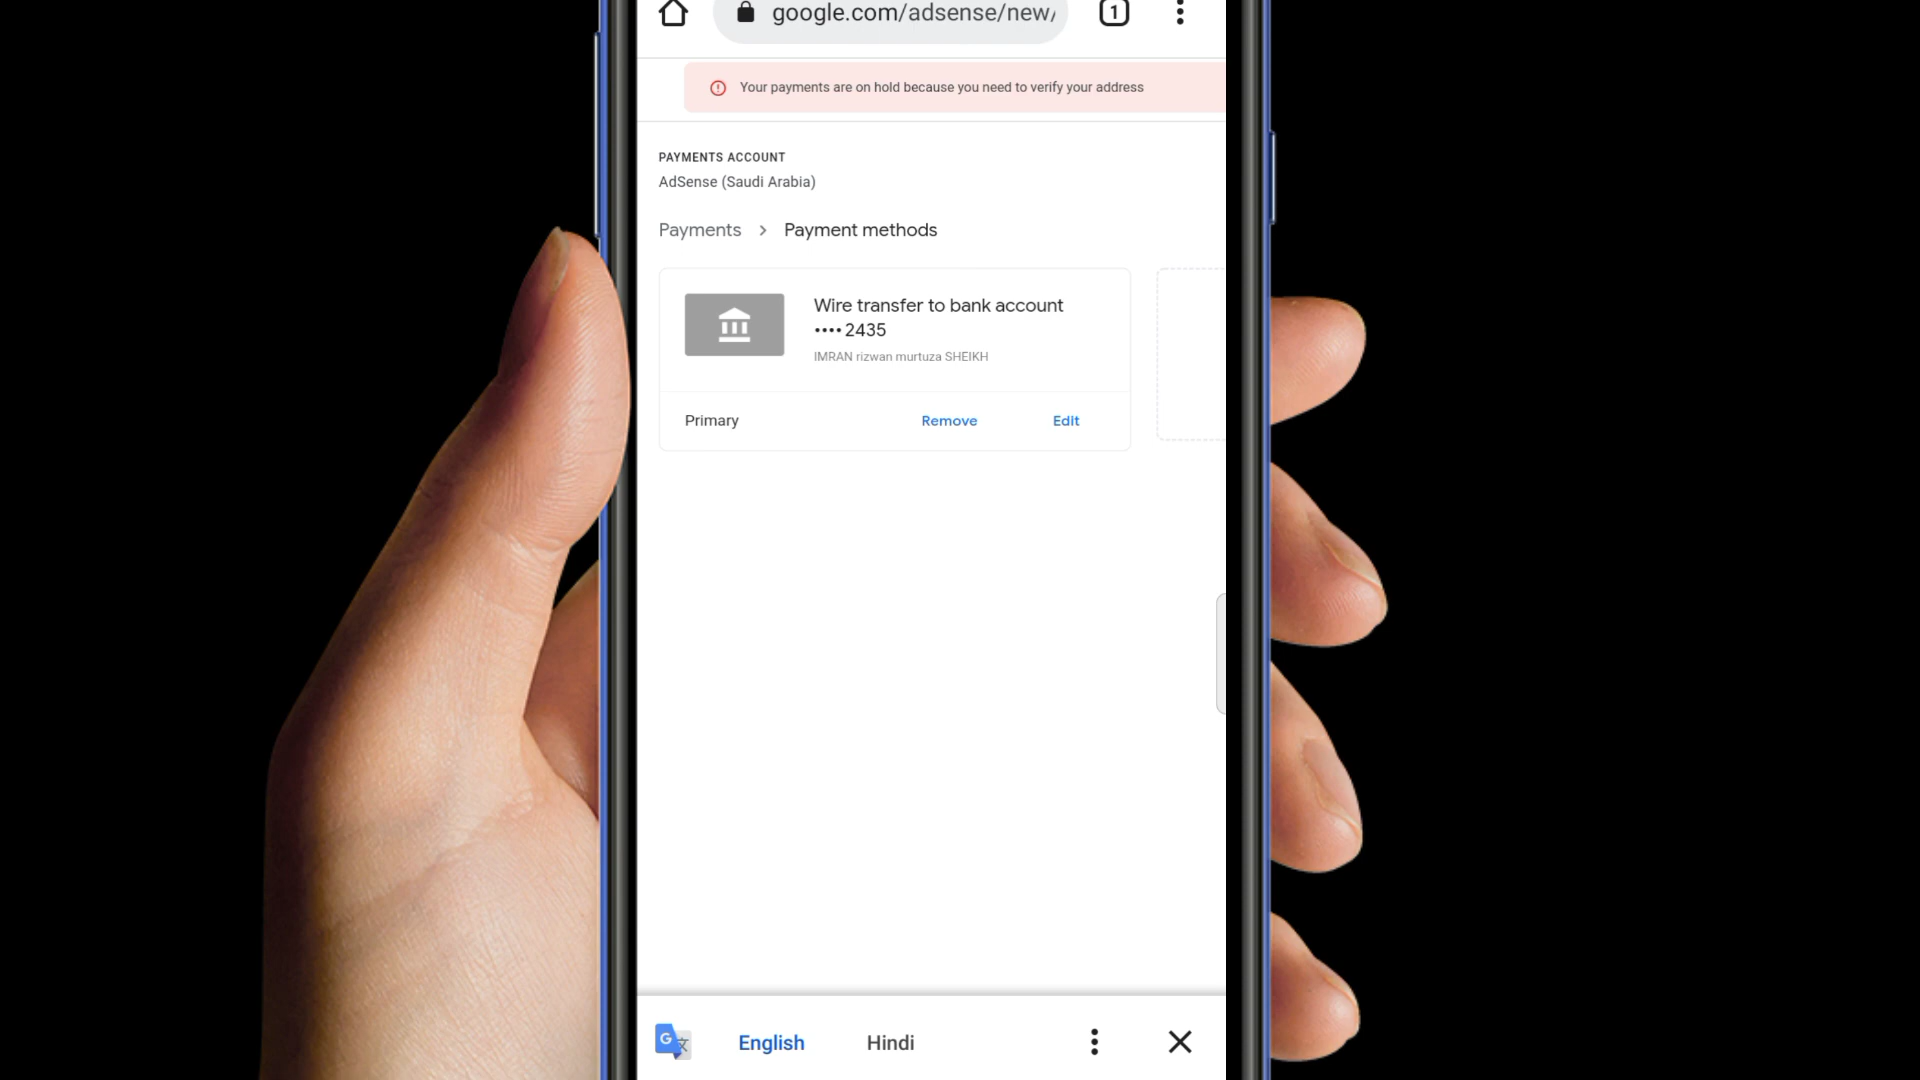 google.com/adsense/new/
1
Your payments are on hold because you need to verify your address
PAYMENTS ACCOUNT
AdSense (Saudi Arabia)
Payments > Payment methods
Wire transfer to bank account
•••• 2435
IMRAN rizwan murtuza SHEIKH
Primary Remove Edit
G 文
English Hindi